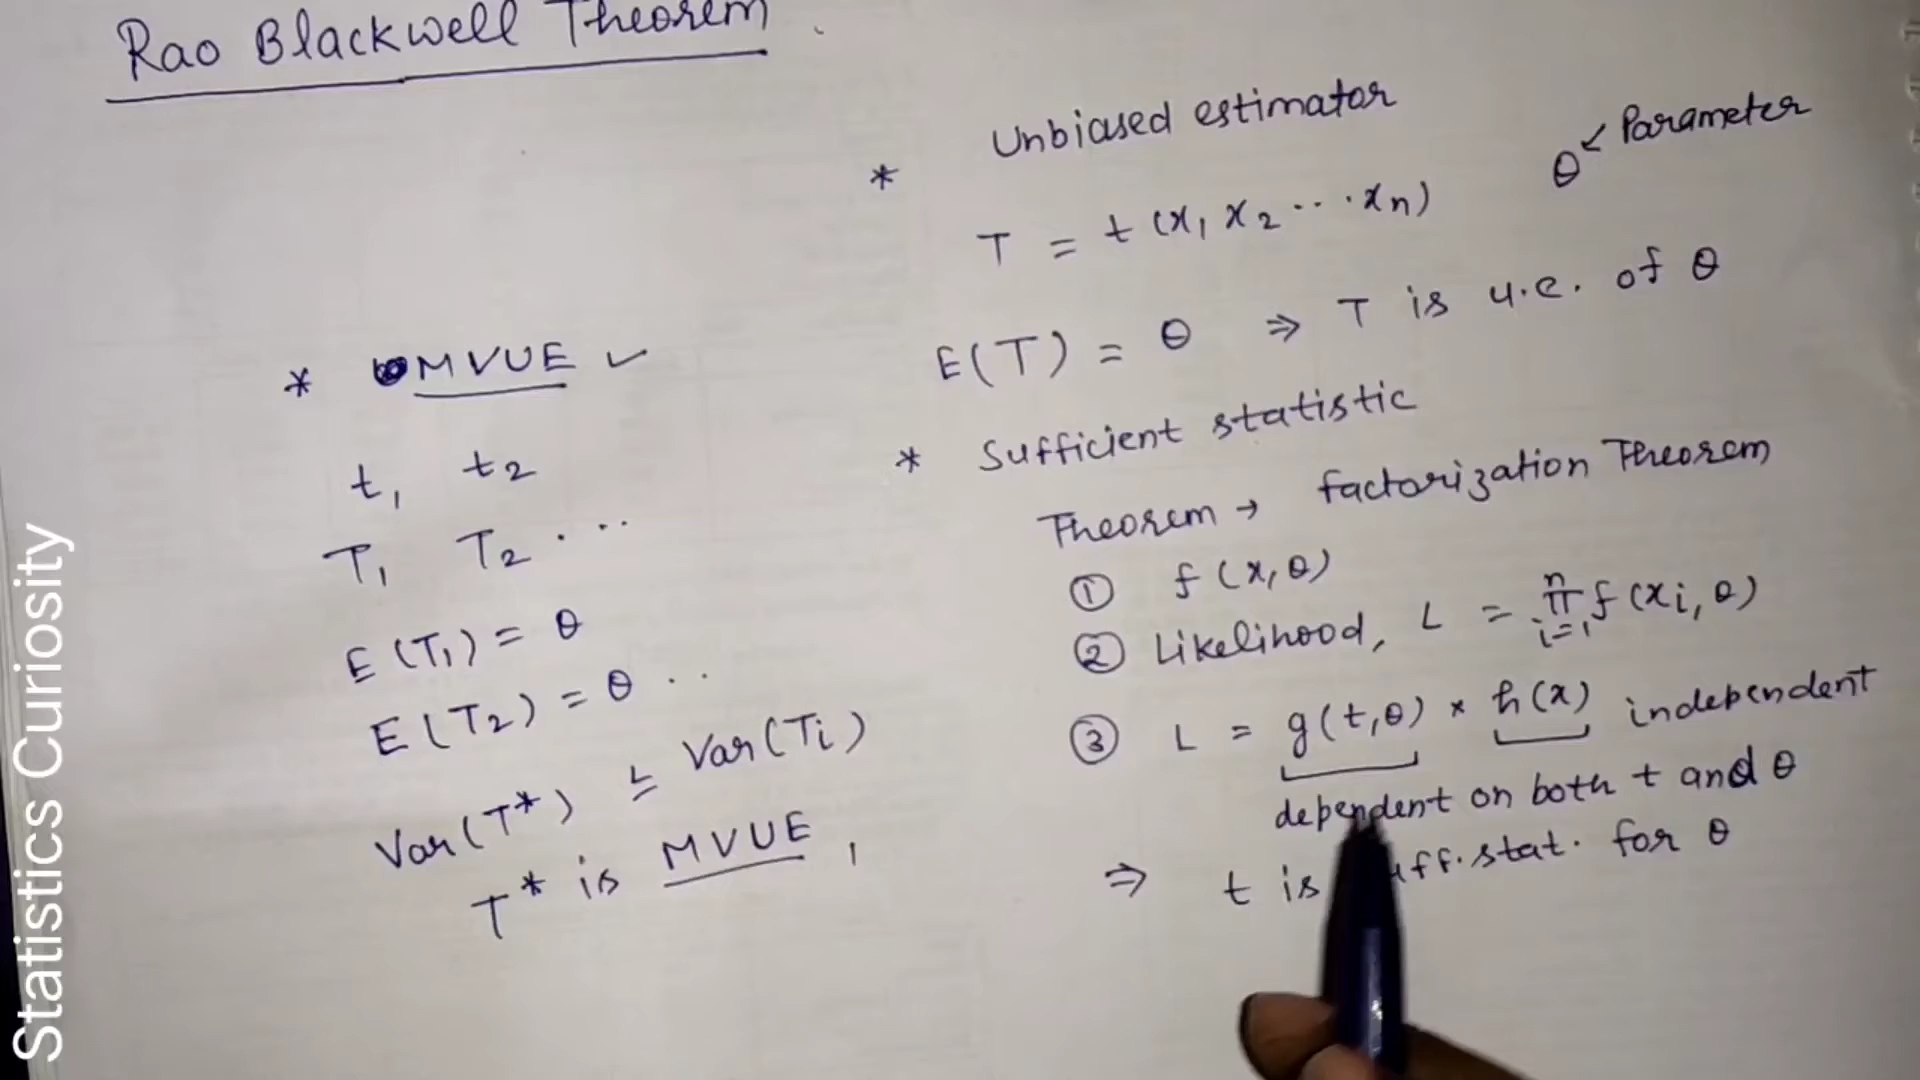 Rao Blackwell Theorem
* MVUE ✓
t₁ t₂
T₁ T₂ . ..
E(T₁) = θ
E(T₂) = θ ..
Var(T*) ≤ Var(Ti)
T* is MVUE,
* Unbiased estimator
θ ↙ Parameter
T = t(x₁ x₂ ... xn)
E(T) = θ ⇒ T is u.e. of θ
* Sufficient statistic
Theorem → factorization Theorem
① f(x,θ)
② Likelihood, L = n π i=1 f(xi,θ)
③ L = g(t,θ) × h(x) independent
dependent on both t and θ
⇒ t is uff.stat. for θ
Statistics Curiosity